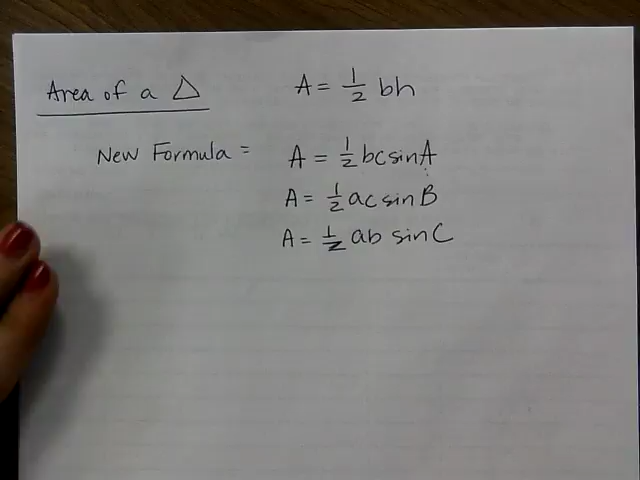 Area of a △ A = 1/2 bh
New Formula = A = 1/2 bc sin A
A = 1/2 ac sin B
A = 1/2 ab sin C